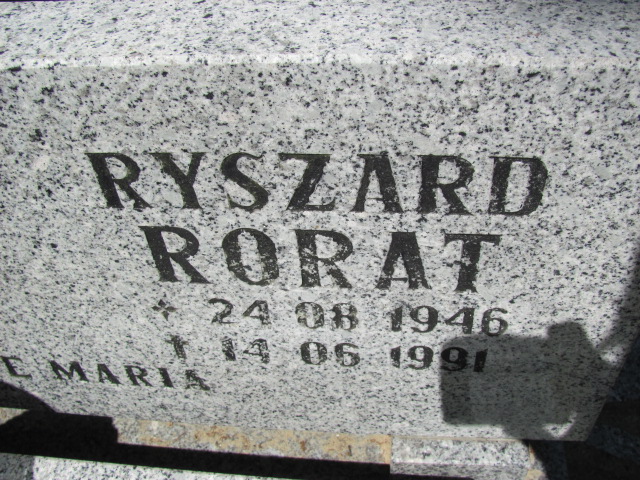 RYSZARD
RORAT
24 08 1946
† 14 06 1991
E MARIA